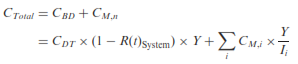 C_Total = C_BD + C_M,n
= C_DT × (1 − R(t)_System) × Y + ∑_i C_M,i × Y/I_i